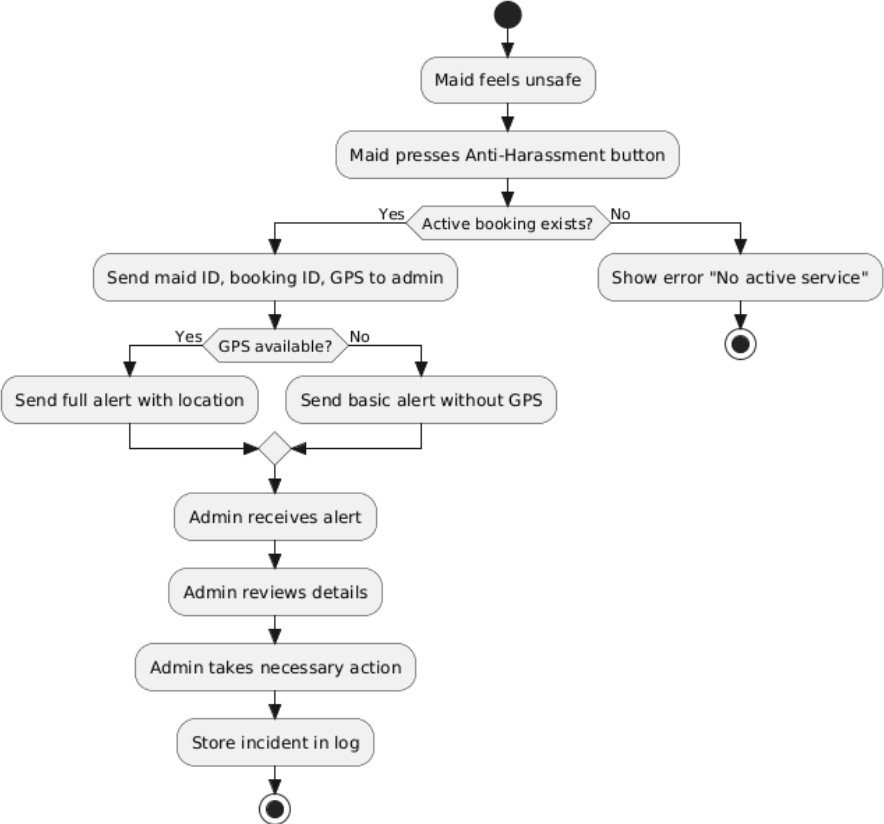 Maid feels unsafe
Maid presses Anti-Harassment button
Yes
Active booking exists?
No
Send maid ID, booking ID, GPS to admin
Show error "No active service"
Yes
GPS available?
No
Send full alert with location
Send basic alert without GPS
Admin receives alert
Admin reviews details
Admin takes necessary action
Store incident in log